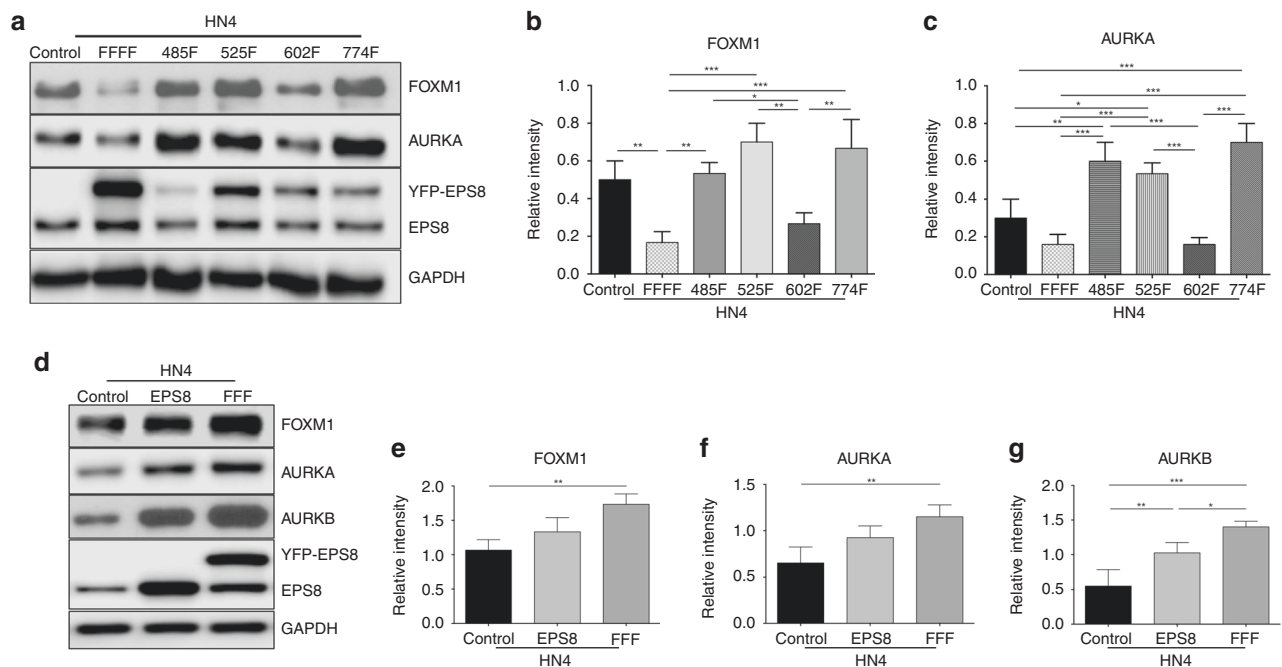 a
HN4
Control FFFF 485F 525F 602F 774F
FOXM1
AURKA
YFP-EPS8
EPS8
GAPDH
b
FOXM1
Relative intensity
1.0
0.8
0.6
0.4
0.2
0.0
***
***
*
** **
** **
Control FFFF 485F 525F 602F 774F
HN4
c
AURKA
Relative intensity
1.0
0.8
0.6
0.4
0.2
0.0
***
***
* ***
***
** ***
*** ***
Control FFFF 485F 525F 602F 774F
HN4
d
HN4
Control EPS8 FFF
FOXM1
AURKA
AURKB
YFP-EPS8
EPS8
GAPDH
e
FOXM1
Relative intensity
2.0
1.5
1.0
0.5
0.0
**
Control EPS8 FFF
HN4
f
AURKA
Relative intensity
1.5
1.0
0.5
0.0
**
Control EPS8 FFF
HN4
g
AURKB
Relative intensity
2.0
1.5
1.0
0.5
0.0
***
** *
Control EPS8 FFF
HN4